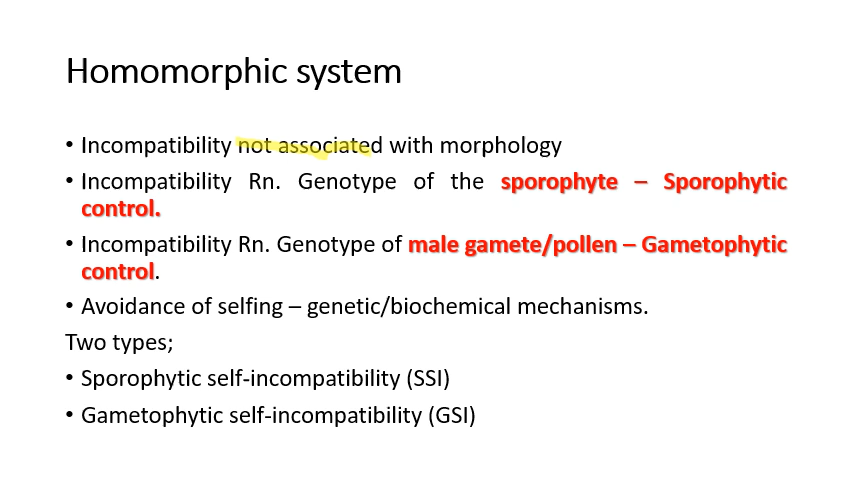 Homomorphic system
• Incompatibility not associated with morphology
• Incompatibility Rn. Genotype of the sporophyte – Sporophytic
control.
• Incompatibility Rn. Genotype of male gamete/pollen – Gametophytic
control.
• Avoidance of selfing – genetic/biochemical mechanisms.
Two types;
• Sporophytic self-incompatibility (SSI)
• Gametophytic self-incompatibility (GSI)